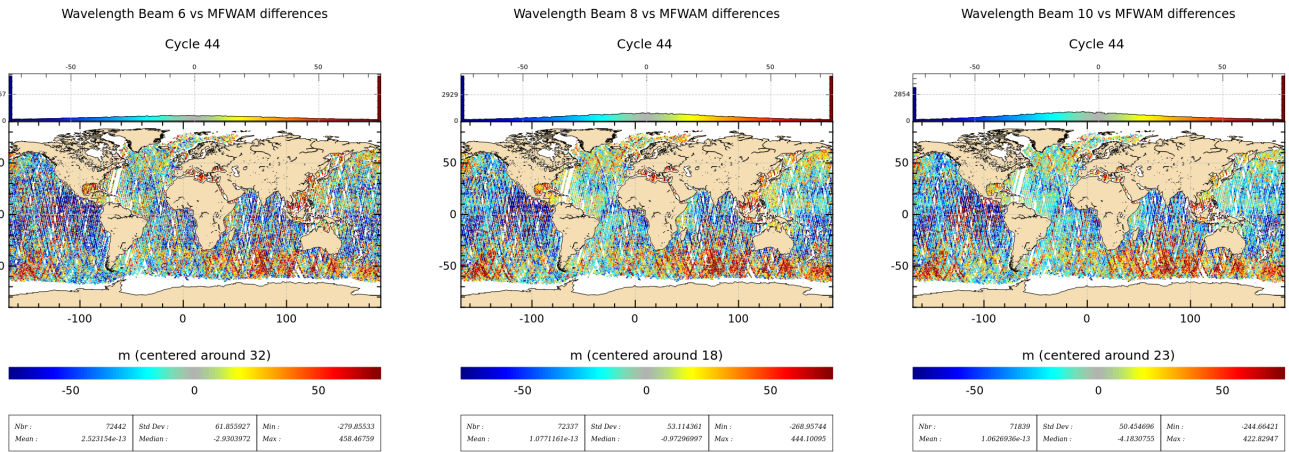 Wavelength Beam 6 vs MFWAM differences
Cycle 44
-50 0 50
0
50
0
-50
-100 0 100
m (centered around 32)
-50 0 50
Nbr : 72442 Std Dev : 61.855927 Min : -279.85533
Mean : 2.523154e-13 Median : -2.9303972 Max : 458.46759
Wavelength Beam 8 vs MFWAM differences
Cycle 44
-50 0 50
2929
0
50
0
-50
-100 0 100
m (centered around 18)
-50 0 50
Nbr : 72337 Std Dev : 53.114361 Min : -268.95744
Mean : 1.0771161e-13 Median : -0.97296997 Max : 444.10095
Wavelength Beam 10 vs MFWAM differences
Cycle 44
-50 0 50
2854
0
50
0
-50
-100 0 100
m (centered around 23)
-50 0 50
Nbr : 71839 Std Dev : 50.454696 Min : -244.66421
Mean : 1.0626936e-13 Median : -4.1830755 Max : 422.82947